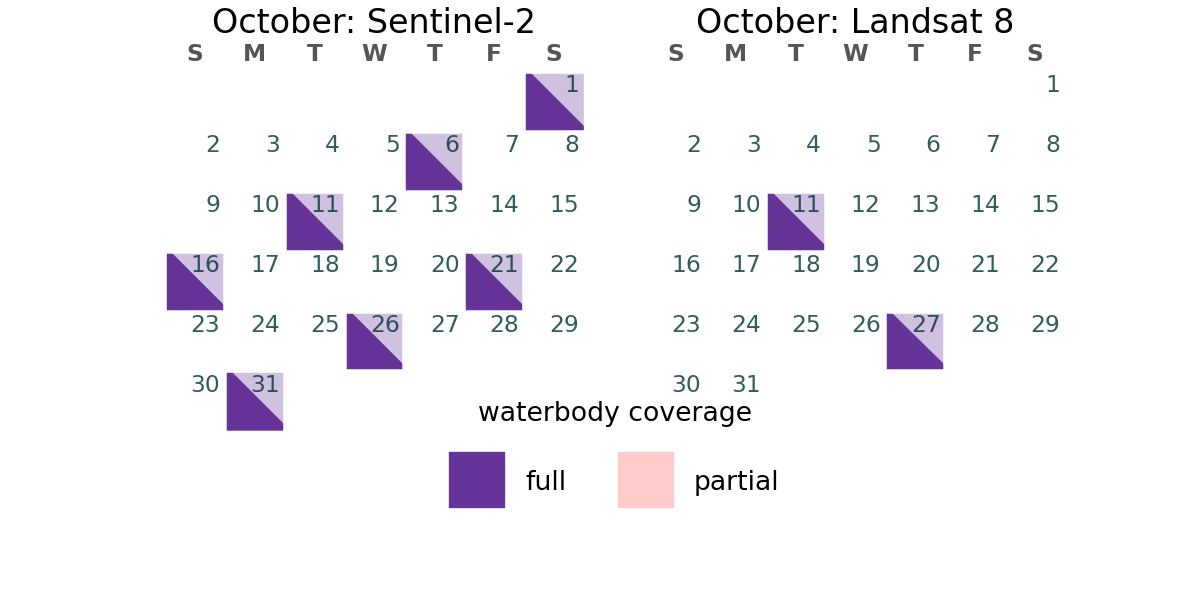 October: Sentinel-2
S M T W T F S
1
2 3 4 5 6 7 8
9 10 11 12 13 14 15
16 17 18 19 20 21 22
23 24 25 26 27 28 29
30 31
October: Landsat 8
S M T W T F S
1
2 3 4 5 6 7 8
9 10 11 12 13 14 15
16 17 18 19 20 21 22
23 24 25 26 27 28 29
30 31
waterbody coverage
full partial